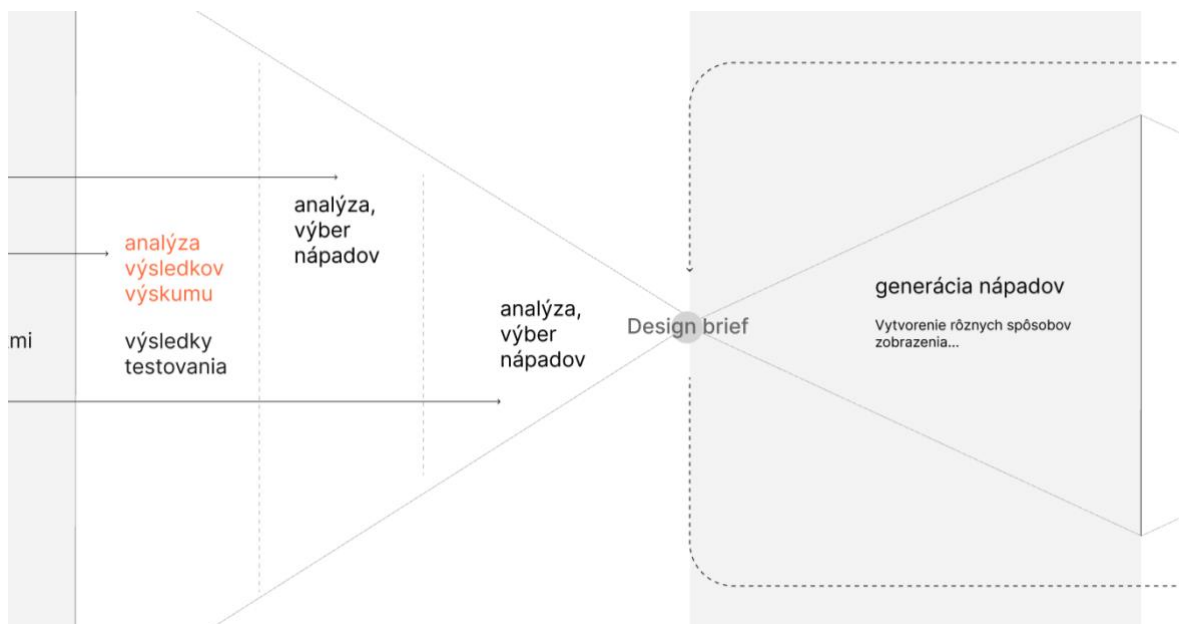 mi
analýza
výsledkov
výskumu
výsledky
testovania
analýza,
výber
nápadov
analýza,
výber
nápadov
Design brief
generácia nápadov
Vytvorenie rôznych spôsobov
zobrazenia...